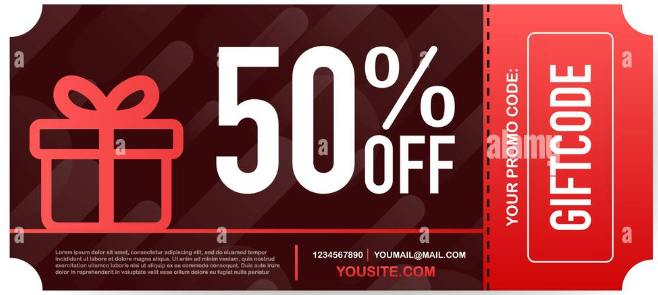 50%
OFF
Lorem ipsum dolor sit amet, consectetur adipiscing elit, sed do eiusmod tempor
incididunt ut labore et dolore magna aliqua. Ut enim ad minim veniam, quis nostrud
exercitation ullamco laboris nisi ut aliquip ex ea commodo consequat. Duis aute irure
dolor in reprehenderit in voluptate velit esse cillum dolore eu fugiat nulla pariatur
1234567890 | YOUMAIL@YOUMAIL.COM
YOUSITE.COM
YOUR PROMO CODE:
GIFTCODE
a
a
a
a
alamy
a
a
a
a